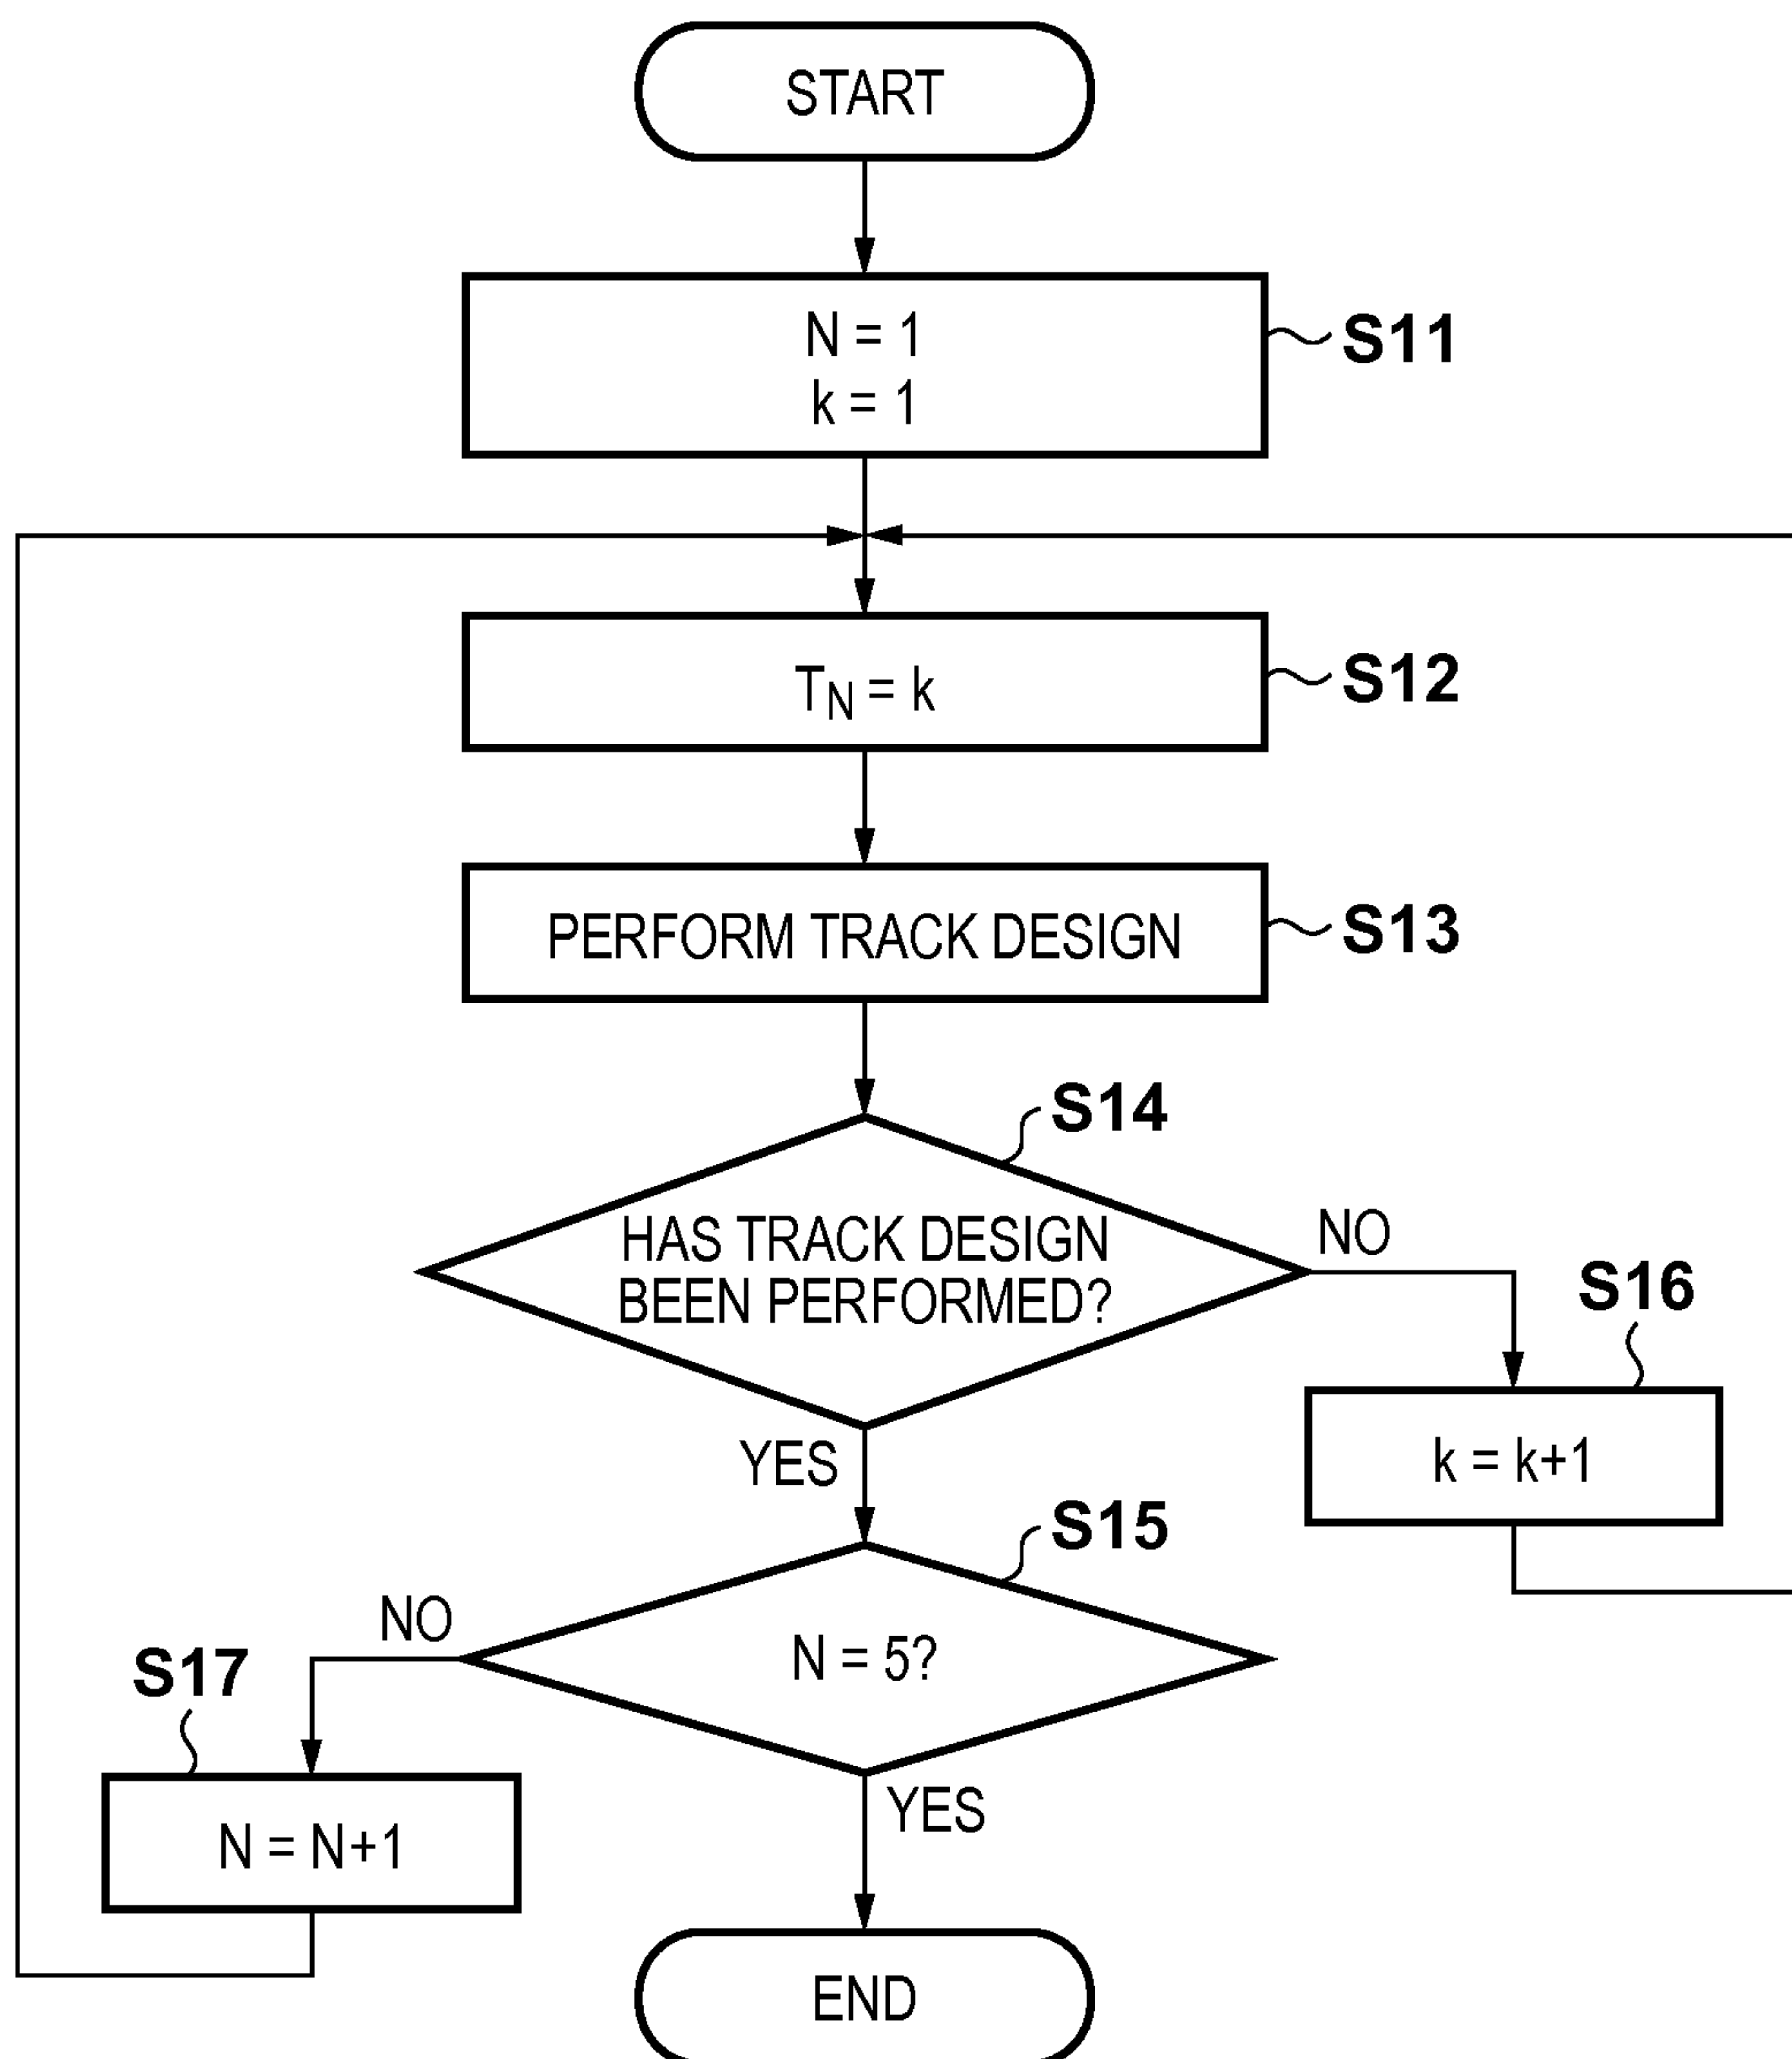 START
N = 1
k = 1
S11
TN = k
S12
PERFORM TRACK DESIGN
S13
S14
HAS TRACK DESIGN
BEEN PERFORMED?
NO
S16
k = k+1
YES
S15
N = 5?
NO
S17
N = N+1
YES
END